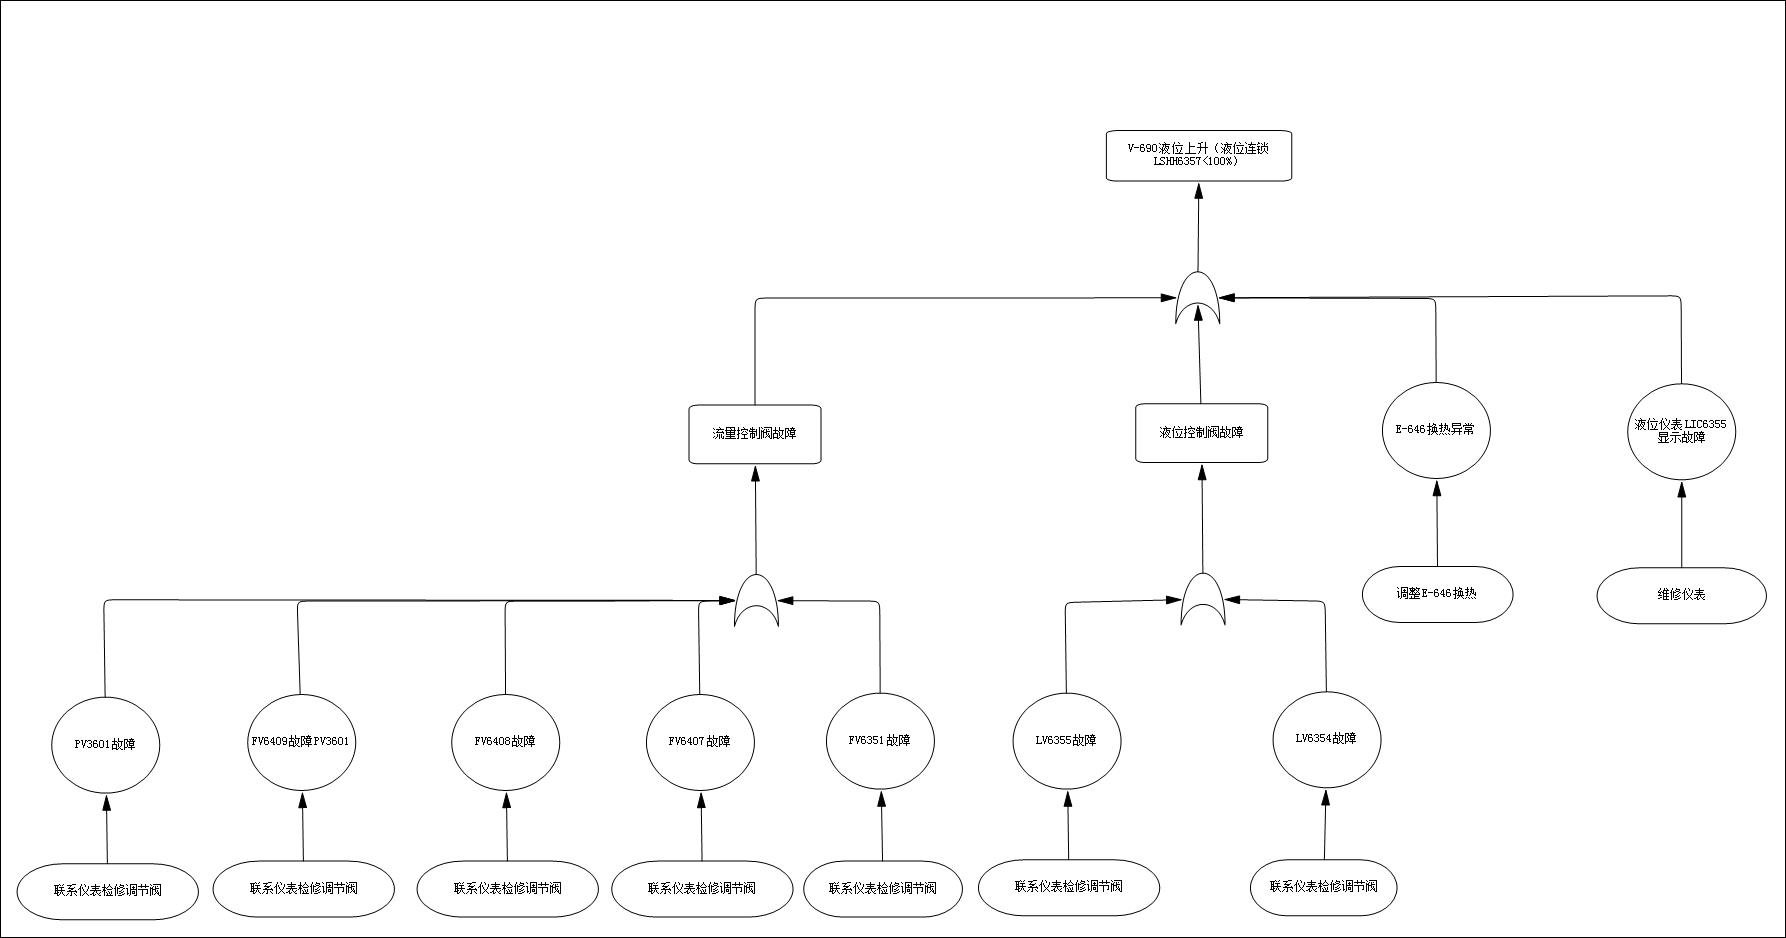 V-690液位上升（液位连锁
LSHH6357<100%）
流量控制阀故障
液位控制阀故障
E-646换热异常
液位仪表LIC6355
显示故障
调整E-646换热
维修仪表
PV3601故障
FV6409故障PV3601
FV6408故障
FV6407故障
FV6351故障
LV6355故障
LV6354故障
联系仪表检修调节阀
联系仪表检修调节阀
联系仪表检修调节阀
联系仪表检修调节阀
联系仪表检修调节阀
联系仪表检修调节阀
联系仪表检修调节阀